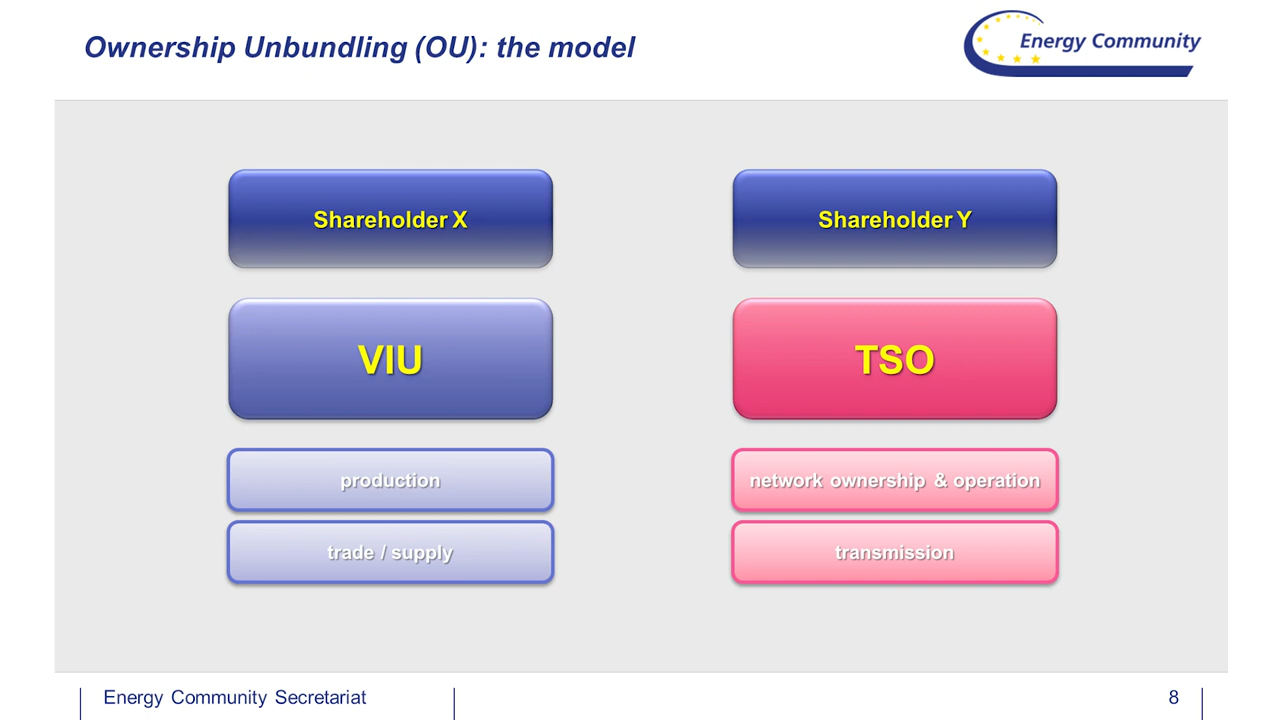 Ownership Unbundling (OU): the model
Energy Community
Shareholder X
Shareholder Y
VIU
TSO
production
network ownership & operation
trade / supply
transmission
Energy Community Secretariat
8